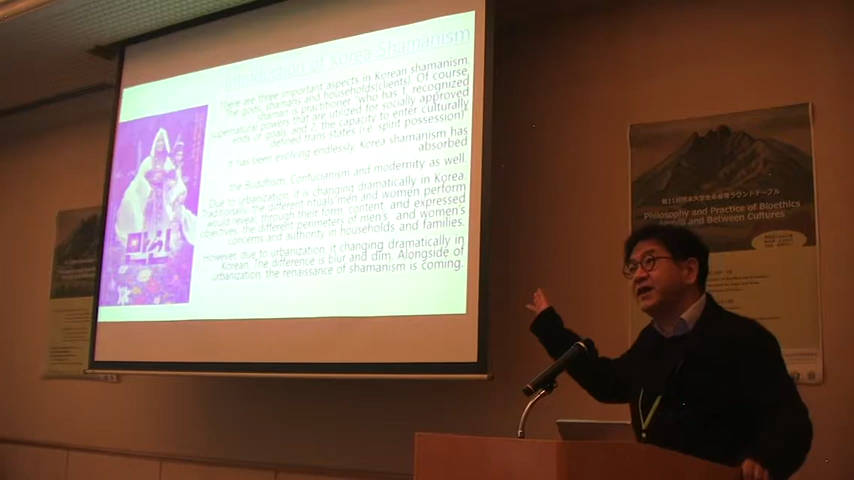 Introduction of Korea Shamanism
There are three important aspects in Korean shamanism.
The gods, shamans and households(clients). Of course,
shaman is practitioner. Who has 1. recognized
supernatural powers that are utilized for socially approved
ends or goals, and 2. the capacity to enter culturally
defined trans states (i.e. spirit possession)
It has been evolving endlessly. Korea shamanism has
absorbed
the Buddhism, Confucianism and modernity as well.
Due to urbanization, it is changing dramatically in Korea.
Traditionally, the different rituals men and women perform
would reveal, through their form, content, and expressed
objectives, the different perimeters of men's, and women's
concerns and authority in households and families.
However, due to urbanization, it changing dramatically in
Korean. The difference is blur and dim. Alongside of
urbanization, the renaissance of shamanism is coming.
만신
Philosophy and Practice of Bioethics
and Between Cultures